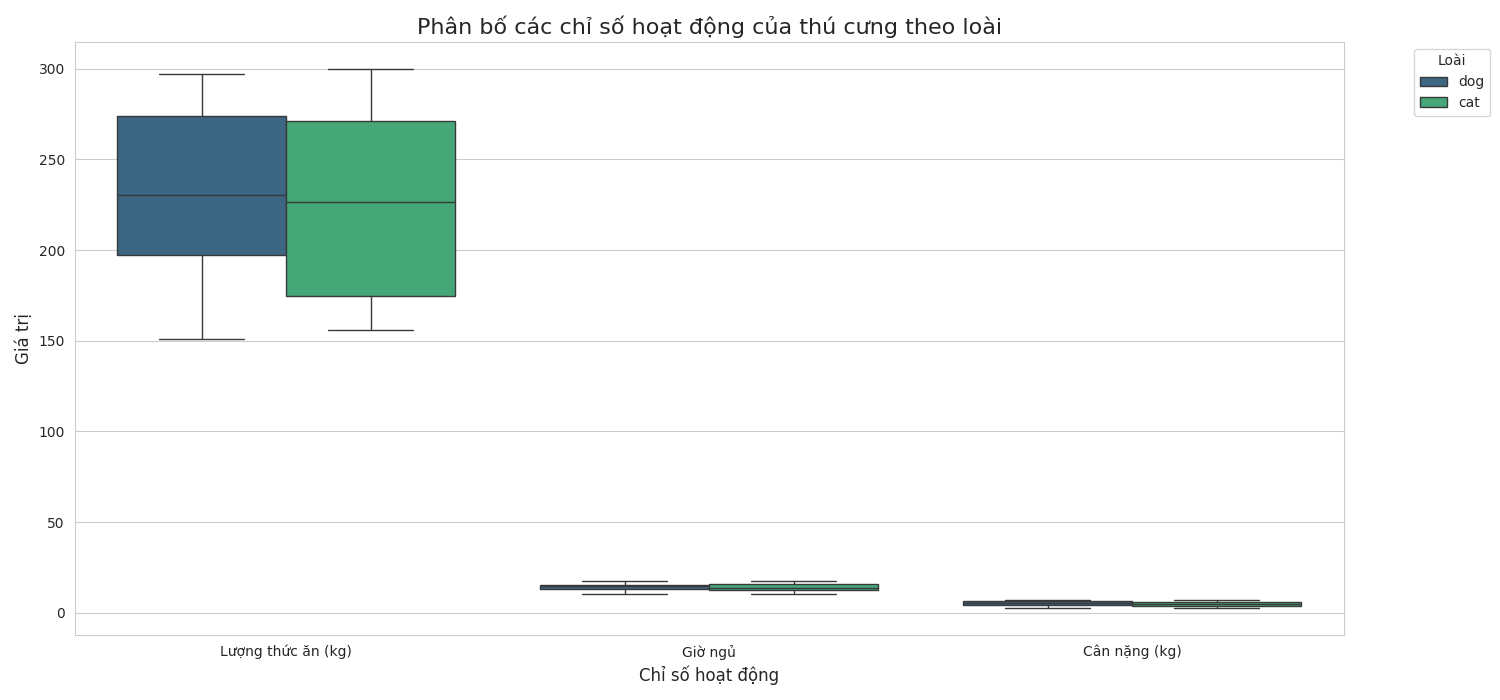 Phân bố các chỉ số hoạt động của thú cưng theo loài
Loài
dog
cat
Giá trị
300
250
200
150
100
50
0
Lượng thức ăn (kg)
Giờ ngủ
Cân nặng (kg)
Chỉ số hoạt động